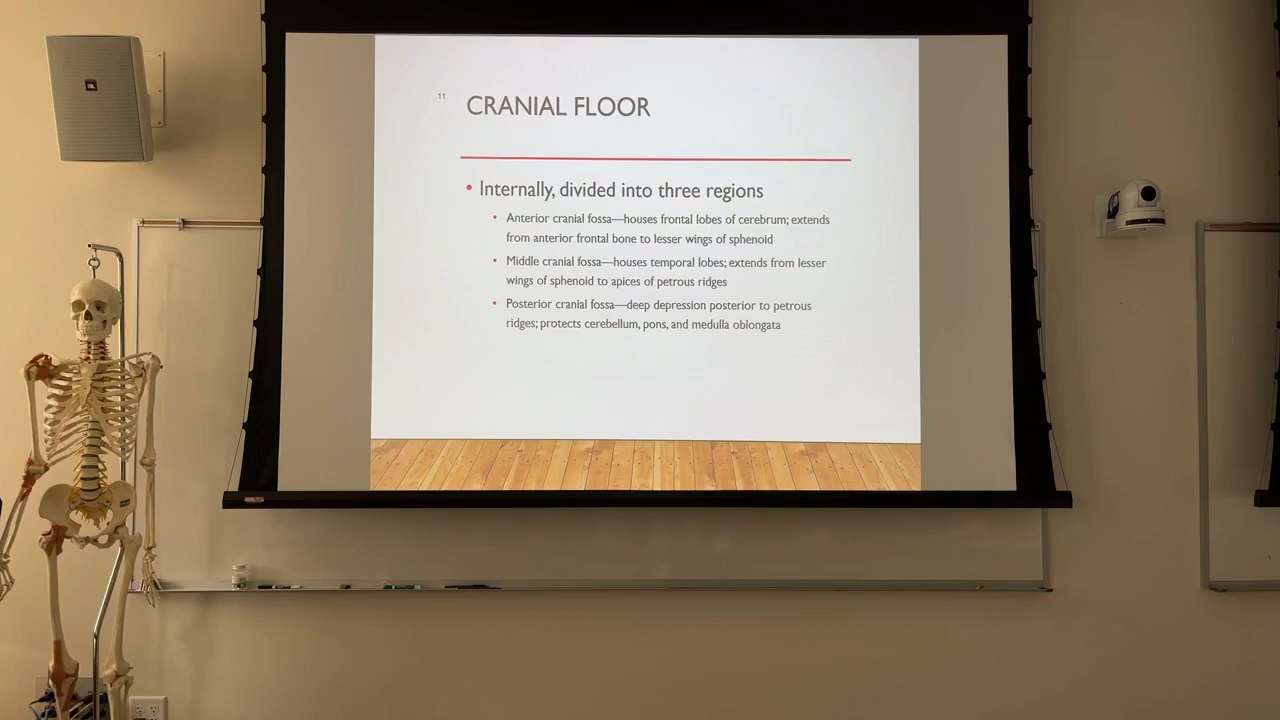 JBL
11
CRANIAL FLOOR
• Internally, divided into three regions
• Anterior cranial fossa—houses frontal lobes of cerebrum; extends
from anterior frontal bone to lesser wings of sphenoid
• Middle cranial fossa—houses temporal lobes; extends from lesser
wings of sphenoid to apices of petrous ridges
• Posterior cranial fossa—deep depression posterior to petrous
ridges; protects cerebellum, pons, and medulla oblongata